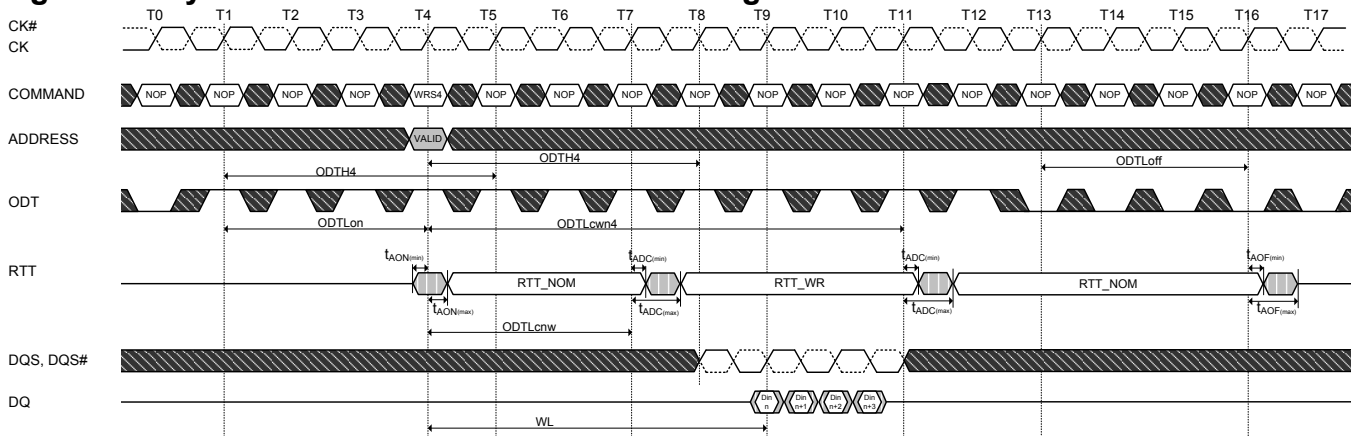 T0 T1 T2 T3 T4 T5 T6 T7 T8 T9 T10 T11 T12 T13 T14 T15 T16 T17
CK#
CK
COMMAND NOP NOP NOP NOP WRS4 NOP NOP NOP NOP NOP NOP NOP NOP NOP NOP NOP NOP NOP
ADDRESS VALID
ODTH4 ODTLoff
ODTH4
ODT
ODTLon ODTLcwn4
tAON(min) tADC(min) tADC(min) tAOF(min)
RTT RTT_NOM RTT_WR RTT_NOM
tAON(max) tADC(max) tADC(max) tAOF(max)
ODTLcnw
DQS, DQS#
DQ Din n Din n+1 Din n+2 Din n+3
WL